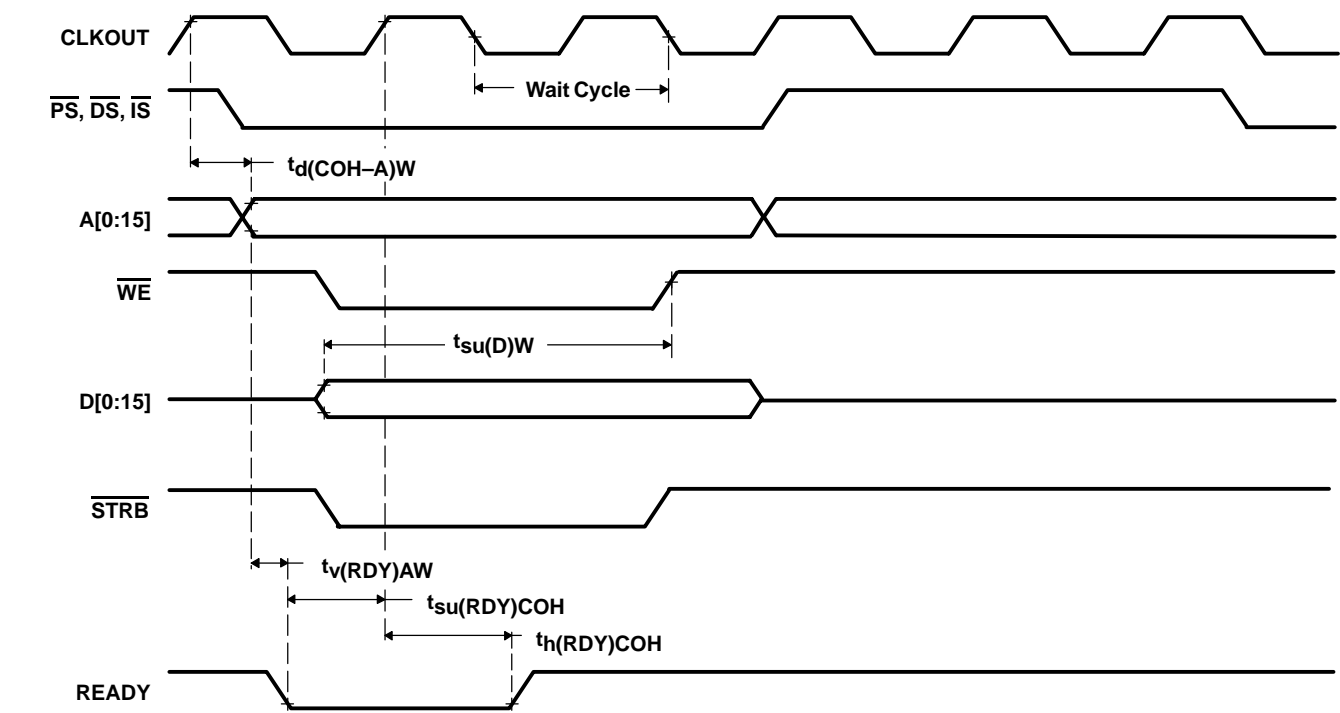 CLKOUT
Wait Cycle
PS, DS, IS
td(COH–A)W
A[0:15]
WE
tsu(D)W
D[0:15]
STRB
tv(RDY)AW
tsu(RDY)COH
th(RDY)COH
READY